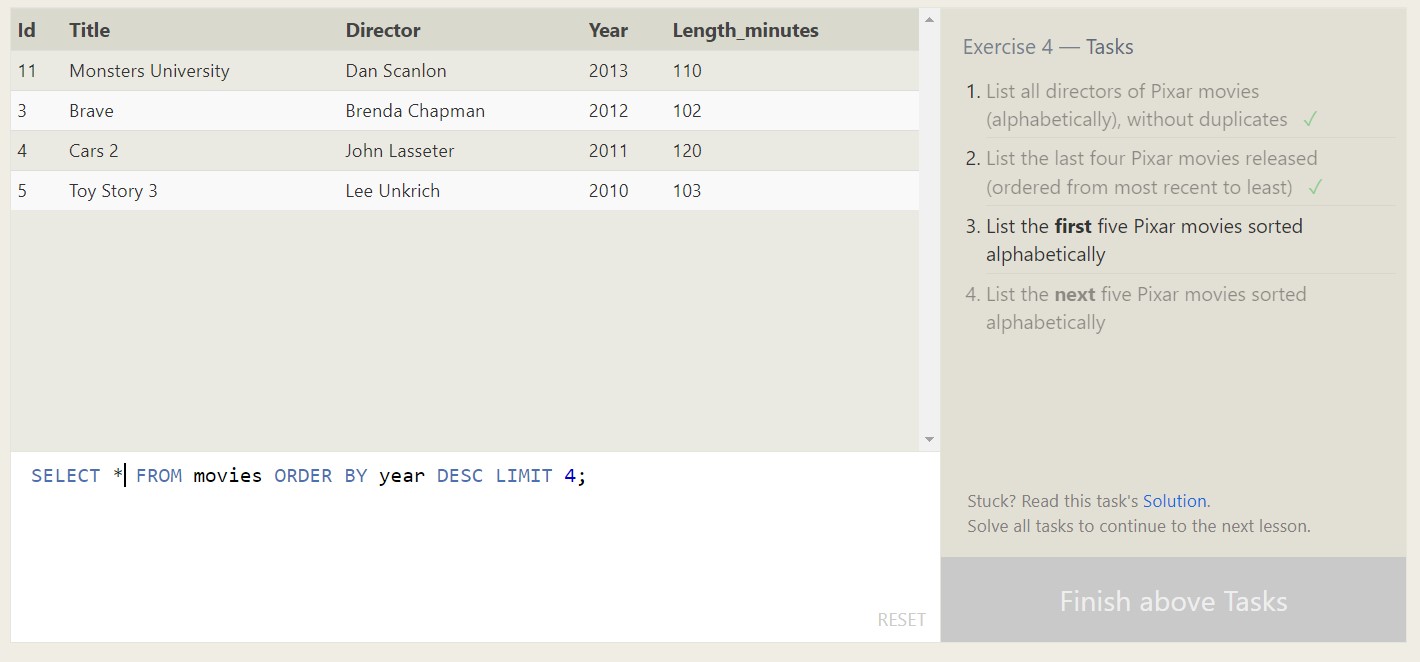 Id Title Director Year Length_minutes
11 Monsters University Dan Scanlon 2013 110
3 Brave Brenda Chapman 2012 102
4 Cars 2 John Lasseter 2011 120
5 Toy Story 3 Lee Unkrich 2010 103
SELECT * FROM movies ORDER BY year DESC LIMIT 4;
RESET
Exercise 4 — Tasks
1. List all directors of Pixar movies
(alphabetically), without duplicates ✓
2. List the last four Pixar movies released
(ordered from most recent to least) ✓
3. List the first five Pixar movies sorted
alphabetically
4. List the next five Pixar movies sorted
alphabetically
Stuck? Read this task's Solution.
Solve all tasks to continue to the next lesson.
Finish above Tasks